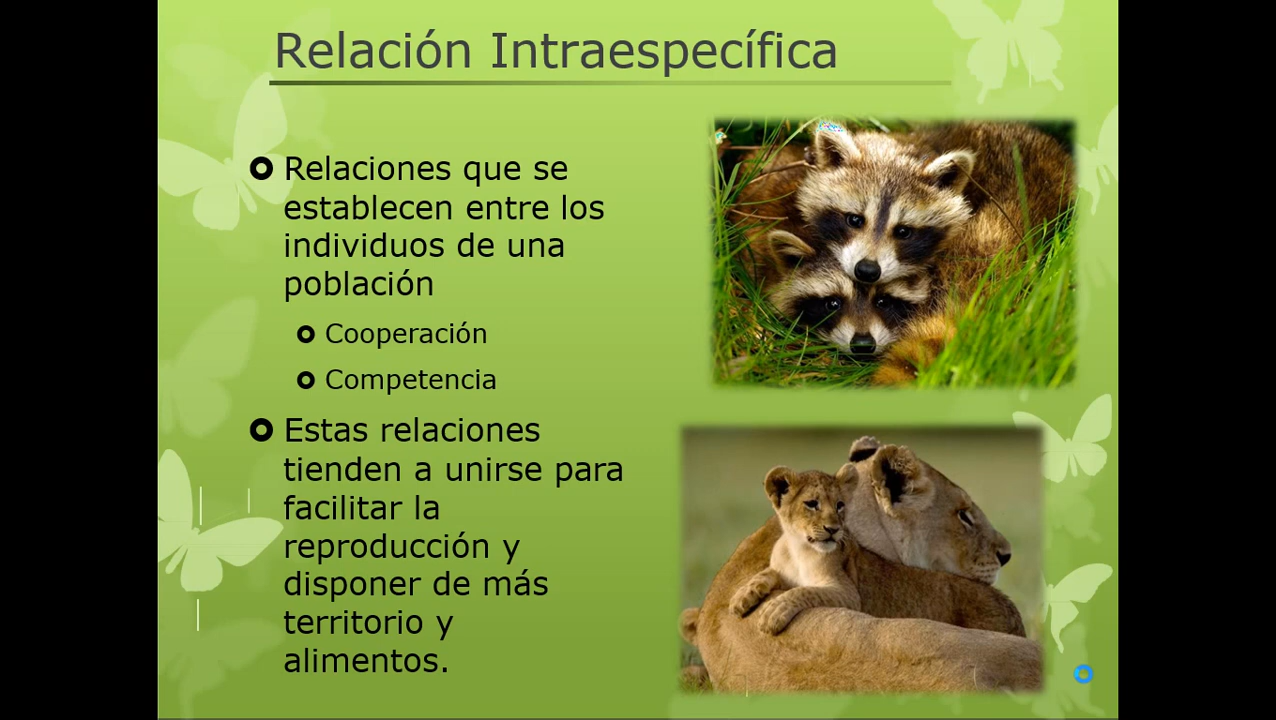 Relación Intraespecífica
Relaciones que se
establecen entre los
individuos de una
población
Cooperación
Competencia
Estas relaciones
tienden a unirse para
facilitar la
reproducción y
disponer de más
territorio y
alimentos.